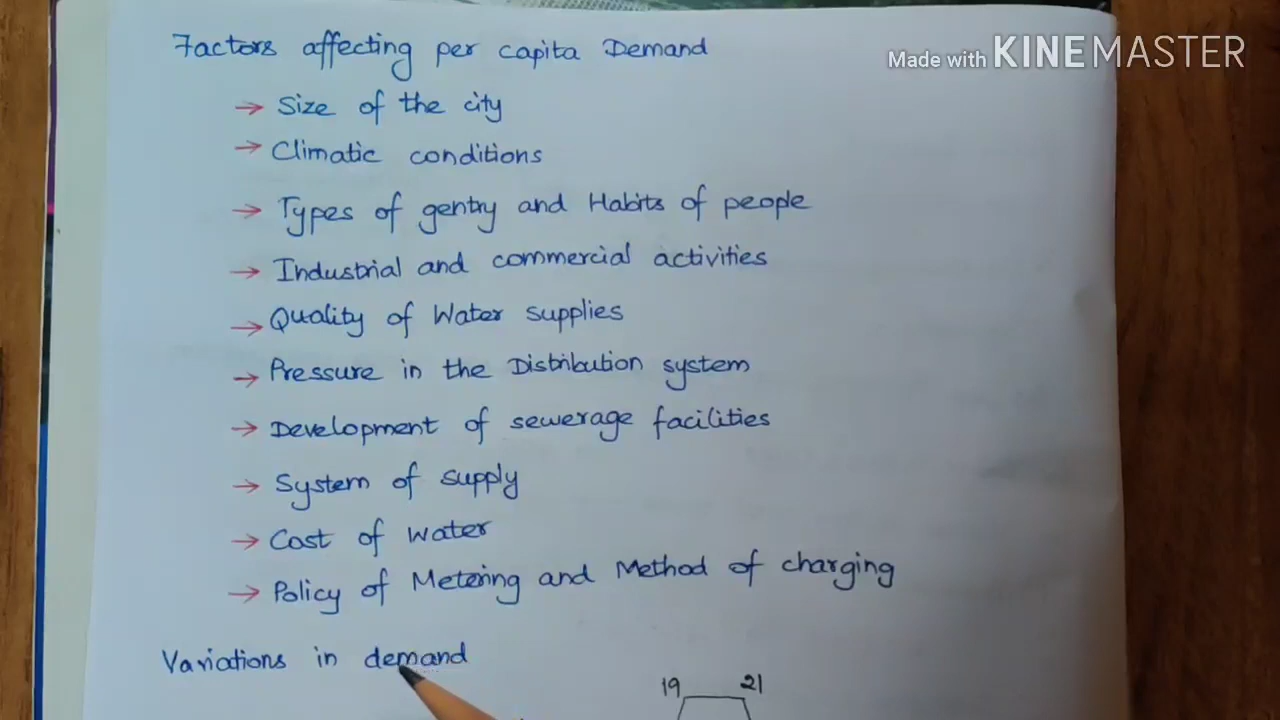 Factors affecting per capita Demand
Made with KINEMASTER
→ Size of the city
→ Climatic conditions
→ Types of gentry and Habits of people
→ Industrial and commercial activities
→ Quality of Water supplies
→ Pressure in the Distribution system
→ Development of sewerage facilities
→ System of supply
→ Cost of water
→ Policy of Metering and Method of charging
Variations in demand
19 21